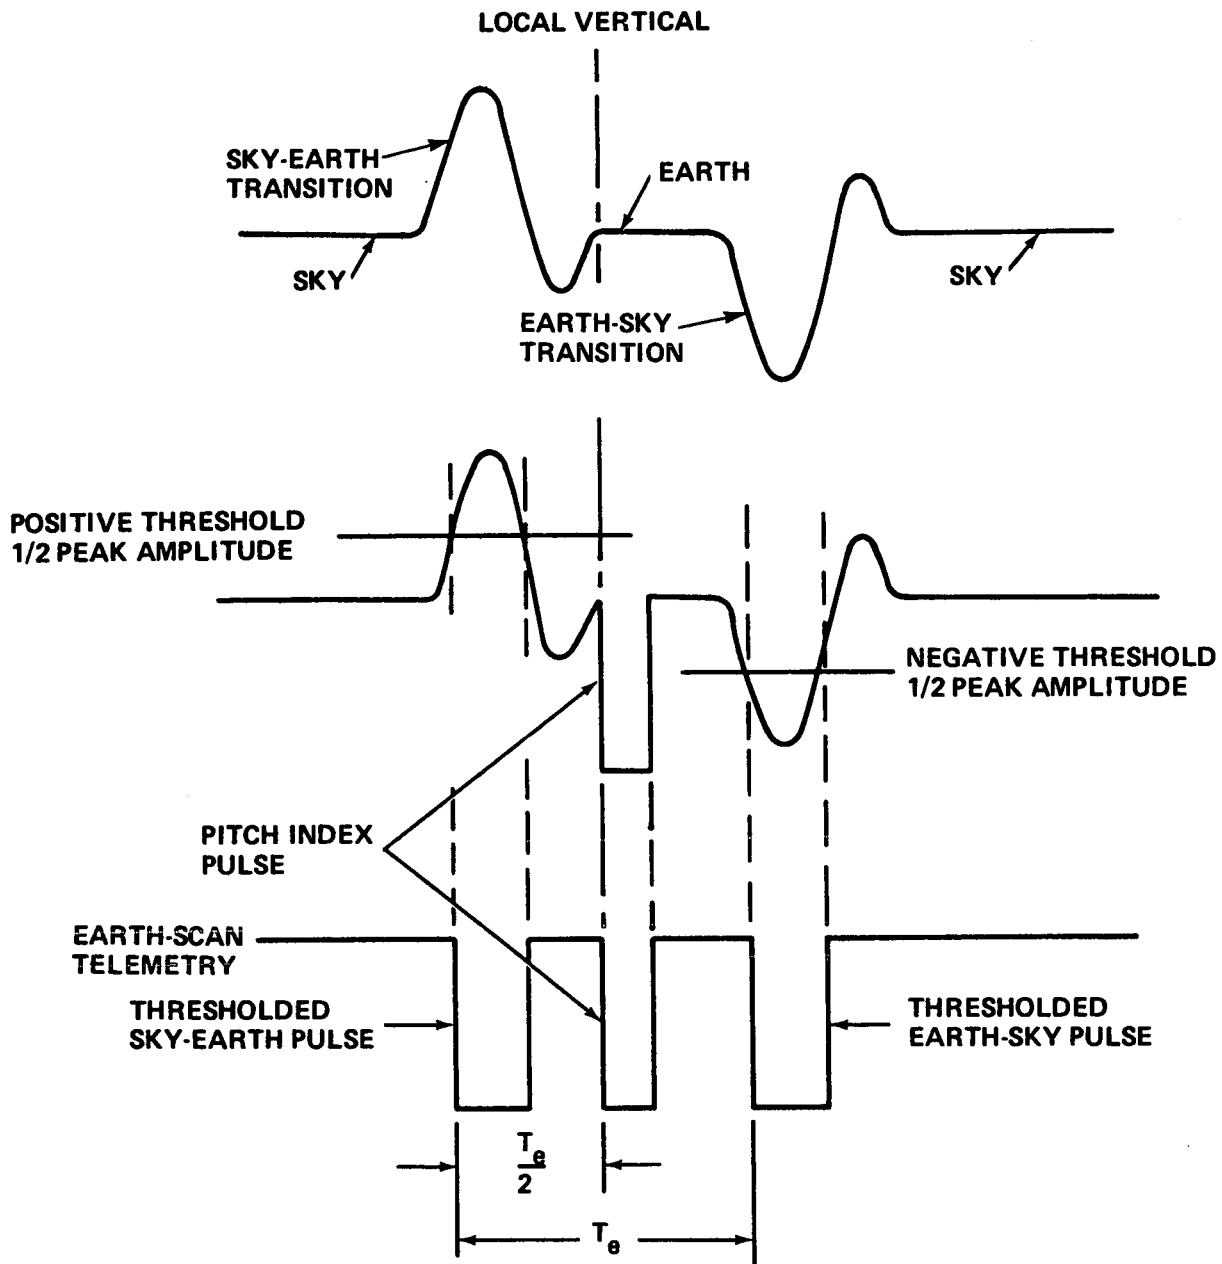 LOCAL VERTICAL
SKY-EARTH
TRANSITION
EARTH
SKY
SKY
EARTH-SKY
TRANSITION
POSITIVE THRESHOLD
1/2 PEAK AMPLITUDE
NEGATIVE THRESHOLD
1/2 PEAK AMPLITUDE
PITCH INDEX
PULSE
EARTH-SCAN
TELEMETRY
THRESHOLDED
SKY-EARTH PULSE
THRESHOLDED
EARTH-SKY PULSE
Te
2
Te